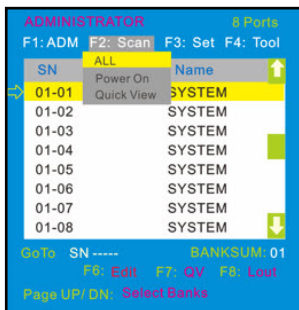 ADMINISTRATOR 8 Ports
F1: ADM F2: Scan F3: Set F4: Tool
SN Name
ALL
Power On
Quick View
01-01 SYSTEM
01-02 SYSTEM
01-03 SYSTEM
01-04 SYSTEM
01-05 SYSTEM
01-06 SYSTEM
01-07 SYSTEM
01-08 SYSTEM
GoTo SN ----- BANKSUM: 01
F6: Edit F7: QV F8: Lout
Page UP/ DN: Select Banks